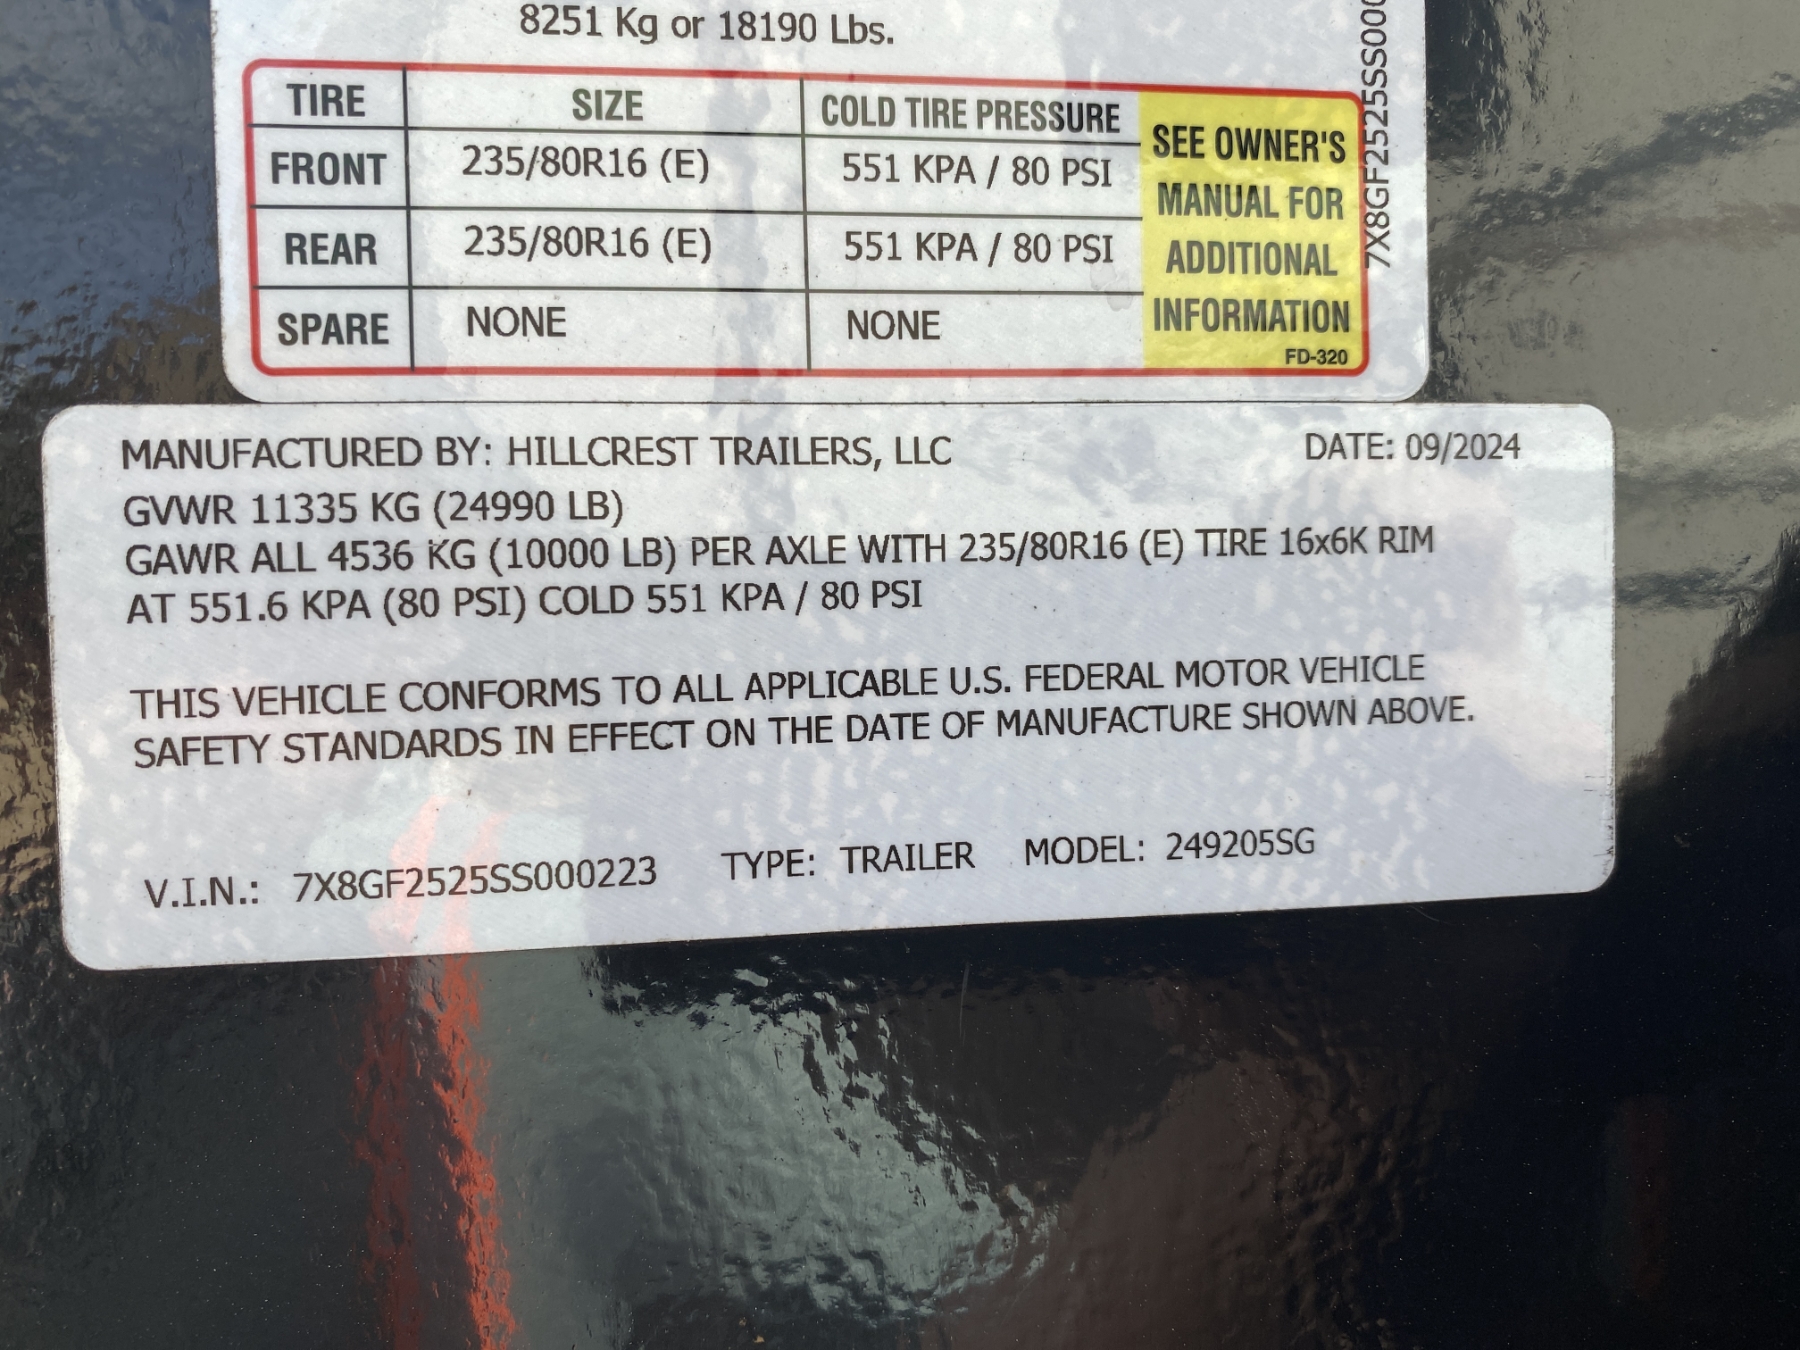 8251 Kg or 18190 Lbs.
TIRE SIZE COLD TIRE PRESSURE
FRONT 235/80R16 (E) 551 KPA / 80 PSI
REAR 235/80R16 (E) 551 KPA / 80 PSI
SPARE NONE NONE
SEE OWNER'S
MANUAL FOR
ADDITIONAL
INFORMATION
FD-320
7X8GF2525SS000
MANUFACTURED BY: HILLCREST TRAILERS, LLC DATE: 09/2024
GVWR 11335 KG (24990 LB)
GAWR ALL 4536 KG (10000 LB) PER AXLE WITH 235/80R16 (E) TIRE 16x6K RIM
AT 551.6 KPA (80 PSI) COLD 551 KPA / 80 PSI
THIS VEHICLE CONFORMS TO ALL APPLICABLE U.S. FEDERAL MOTOR VEHICLE
SAFETY STANDARDS IN EFFECT ON THE DATE OF MANUFACTURE SHOWN ABOVE.
V.I.N.: 7X8GF2525SS000223 TYPE: TRAILER MODEL: 249205SG